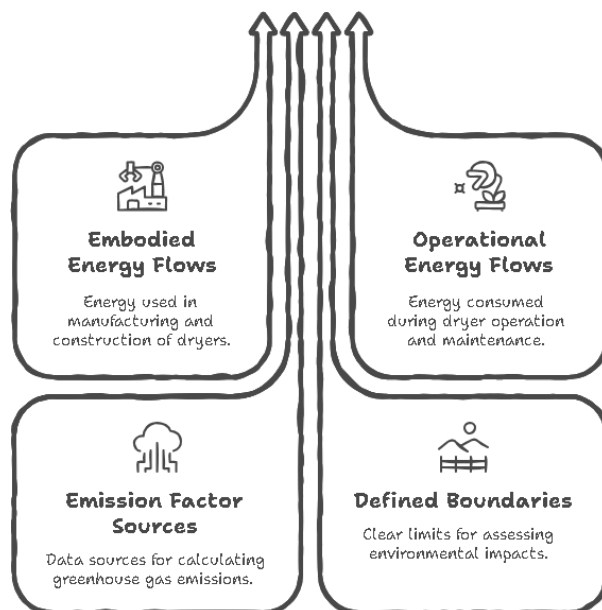 Embodied
Energy Flows
Energy used in
manufacturing and
construction of dryers.
Operational
Energy Flows
Energy consumed
during dryer operation
and maintenance.
Emission Factor
Sources
Data sources for calculating
greenhouse gas emissions.
Defined Boundaries
Clear limits for assessing
environmental impacts.